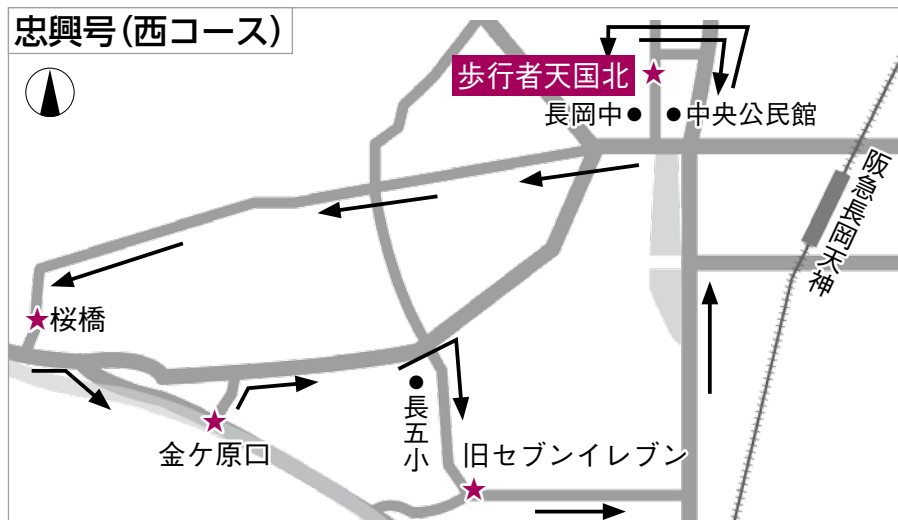 忠興号(西コース)
歩行者天国北
長岡中
中央公民館
阪急長岡天神
桜橋
金ケ原口
長五小
旧セブンイレブン